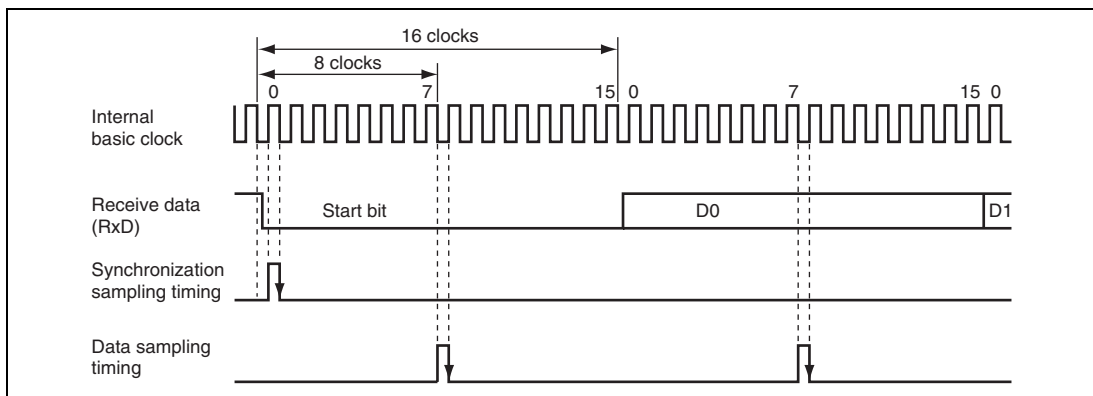 16 clocks
8 clocks
0 7 15 0 7 15 0
Internal
basic clock
Receive data
(RxD)
Start bit D0 D1
Synchronization
sampling timing
Data sampling
timing